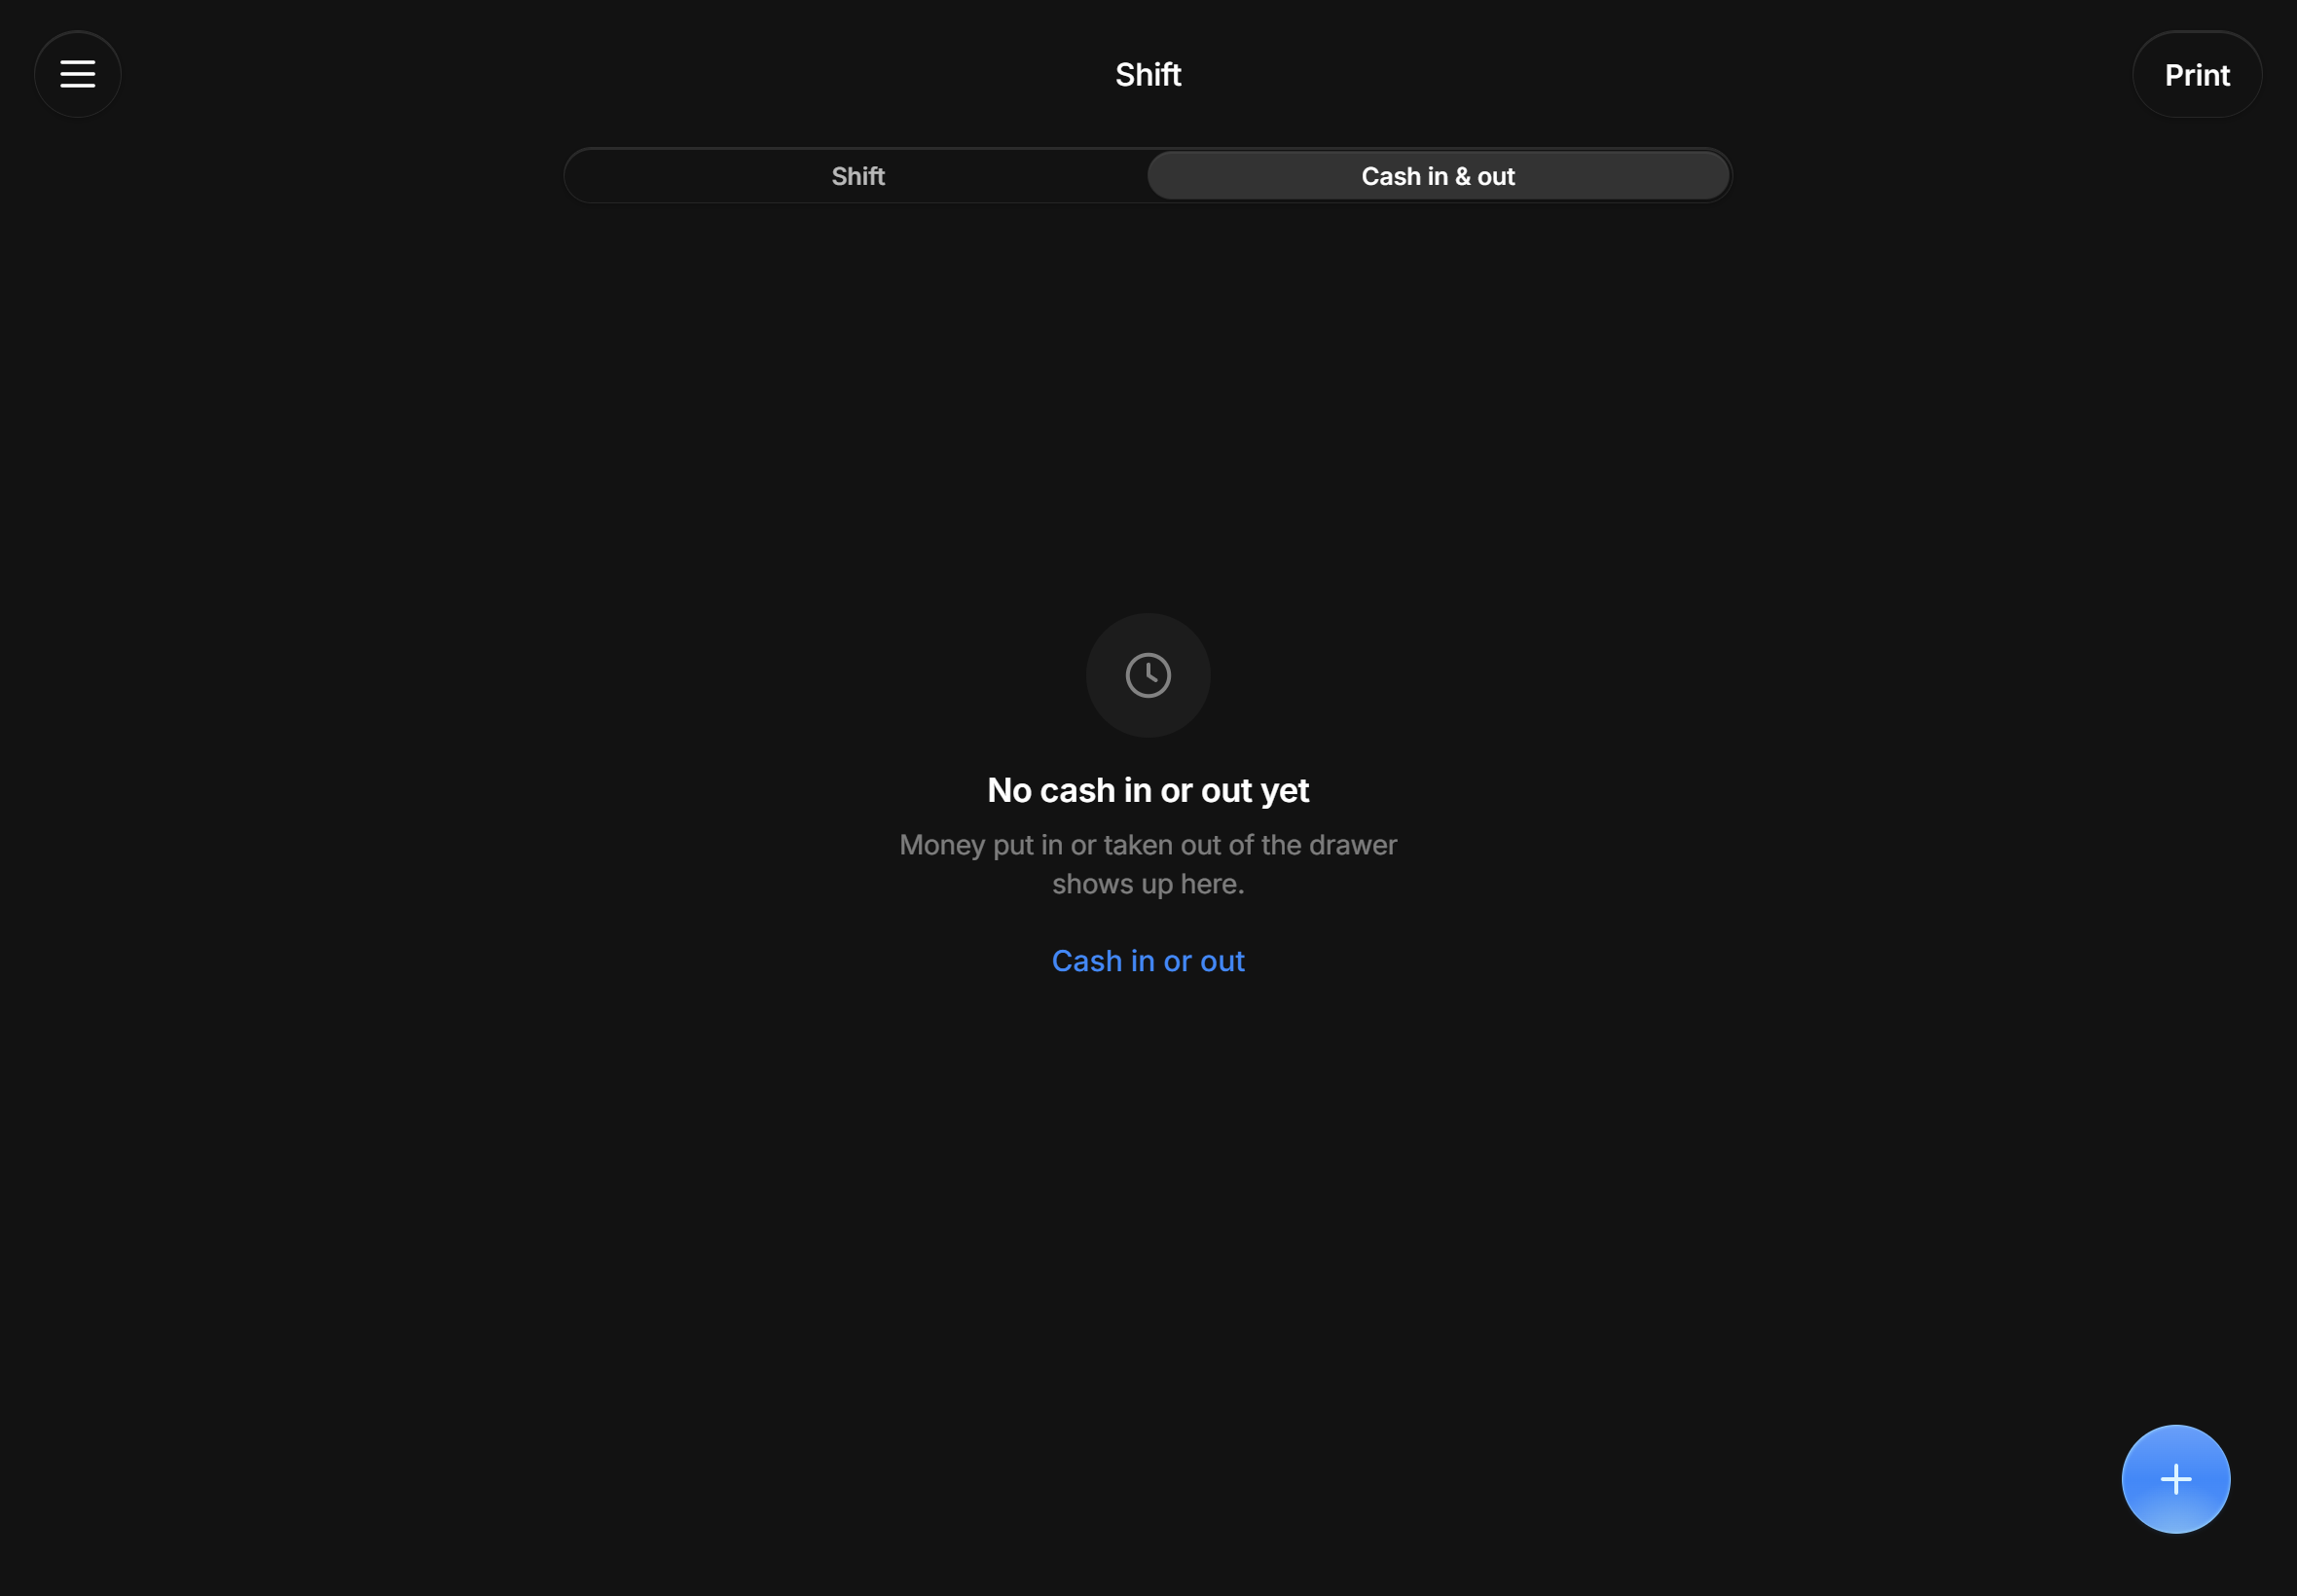 Shift
Print
Shift
Cash in & out
No cash in or out yet
Money put in or taken out of the drawer
shows up here.
Cash in or out